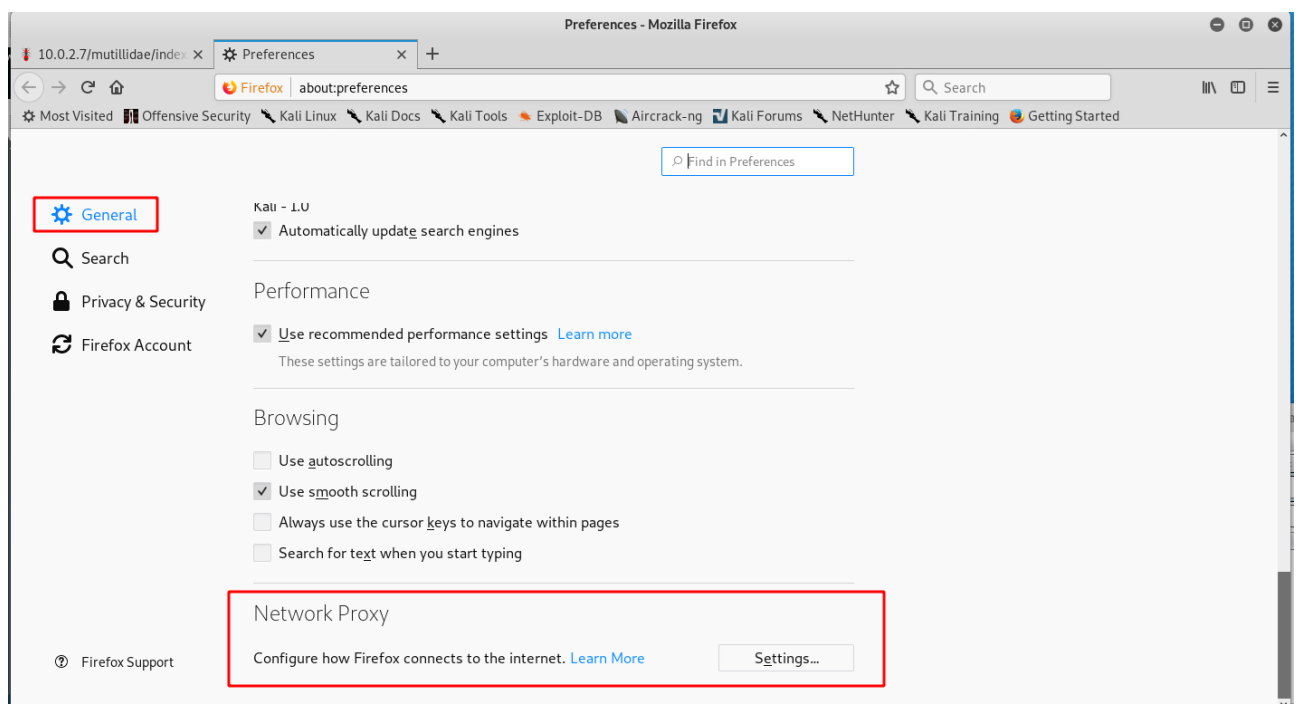 Preferences - Mozilla Firefox
10.0.2.7/mutillidae/index
Preferences
Firefox about:preferences
Search
Most Visited Offensive Security Kali Linux Kali Docs Kali Tools Exploit-DB Aircrack-ng Kali Forums NetHunter Kali Training Getting Started
Find in Preferences
General
Search
Privacy & Security
Firefox Account
Firefox Support
Kali - 1.0
Automatically update search engines
Performance
Use recommended performance settings Learn more
These settings are tailored to your computer's hardware and operating system.
Browsing
Use autoscrolling
Use smooth scrolling
Always use the cursor keys to navigate within pages
Search for text when you start typing
Network Proxy
Configure how Firefox connects to the internet. Learn More
Settings...